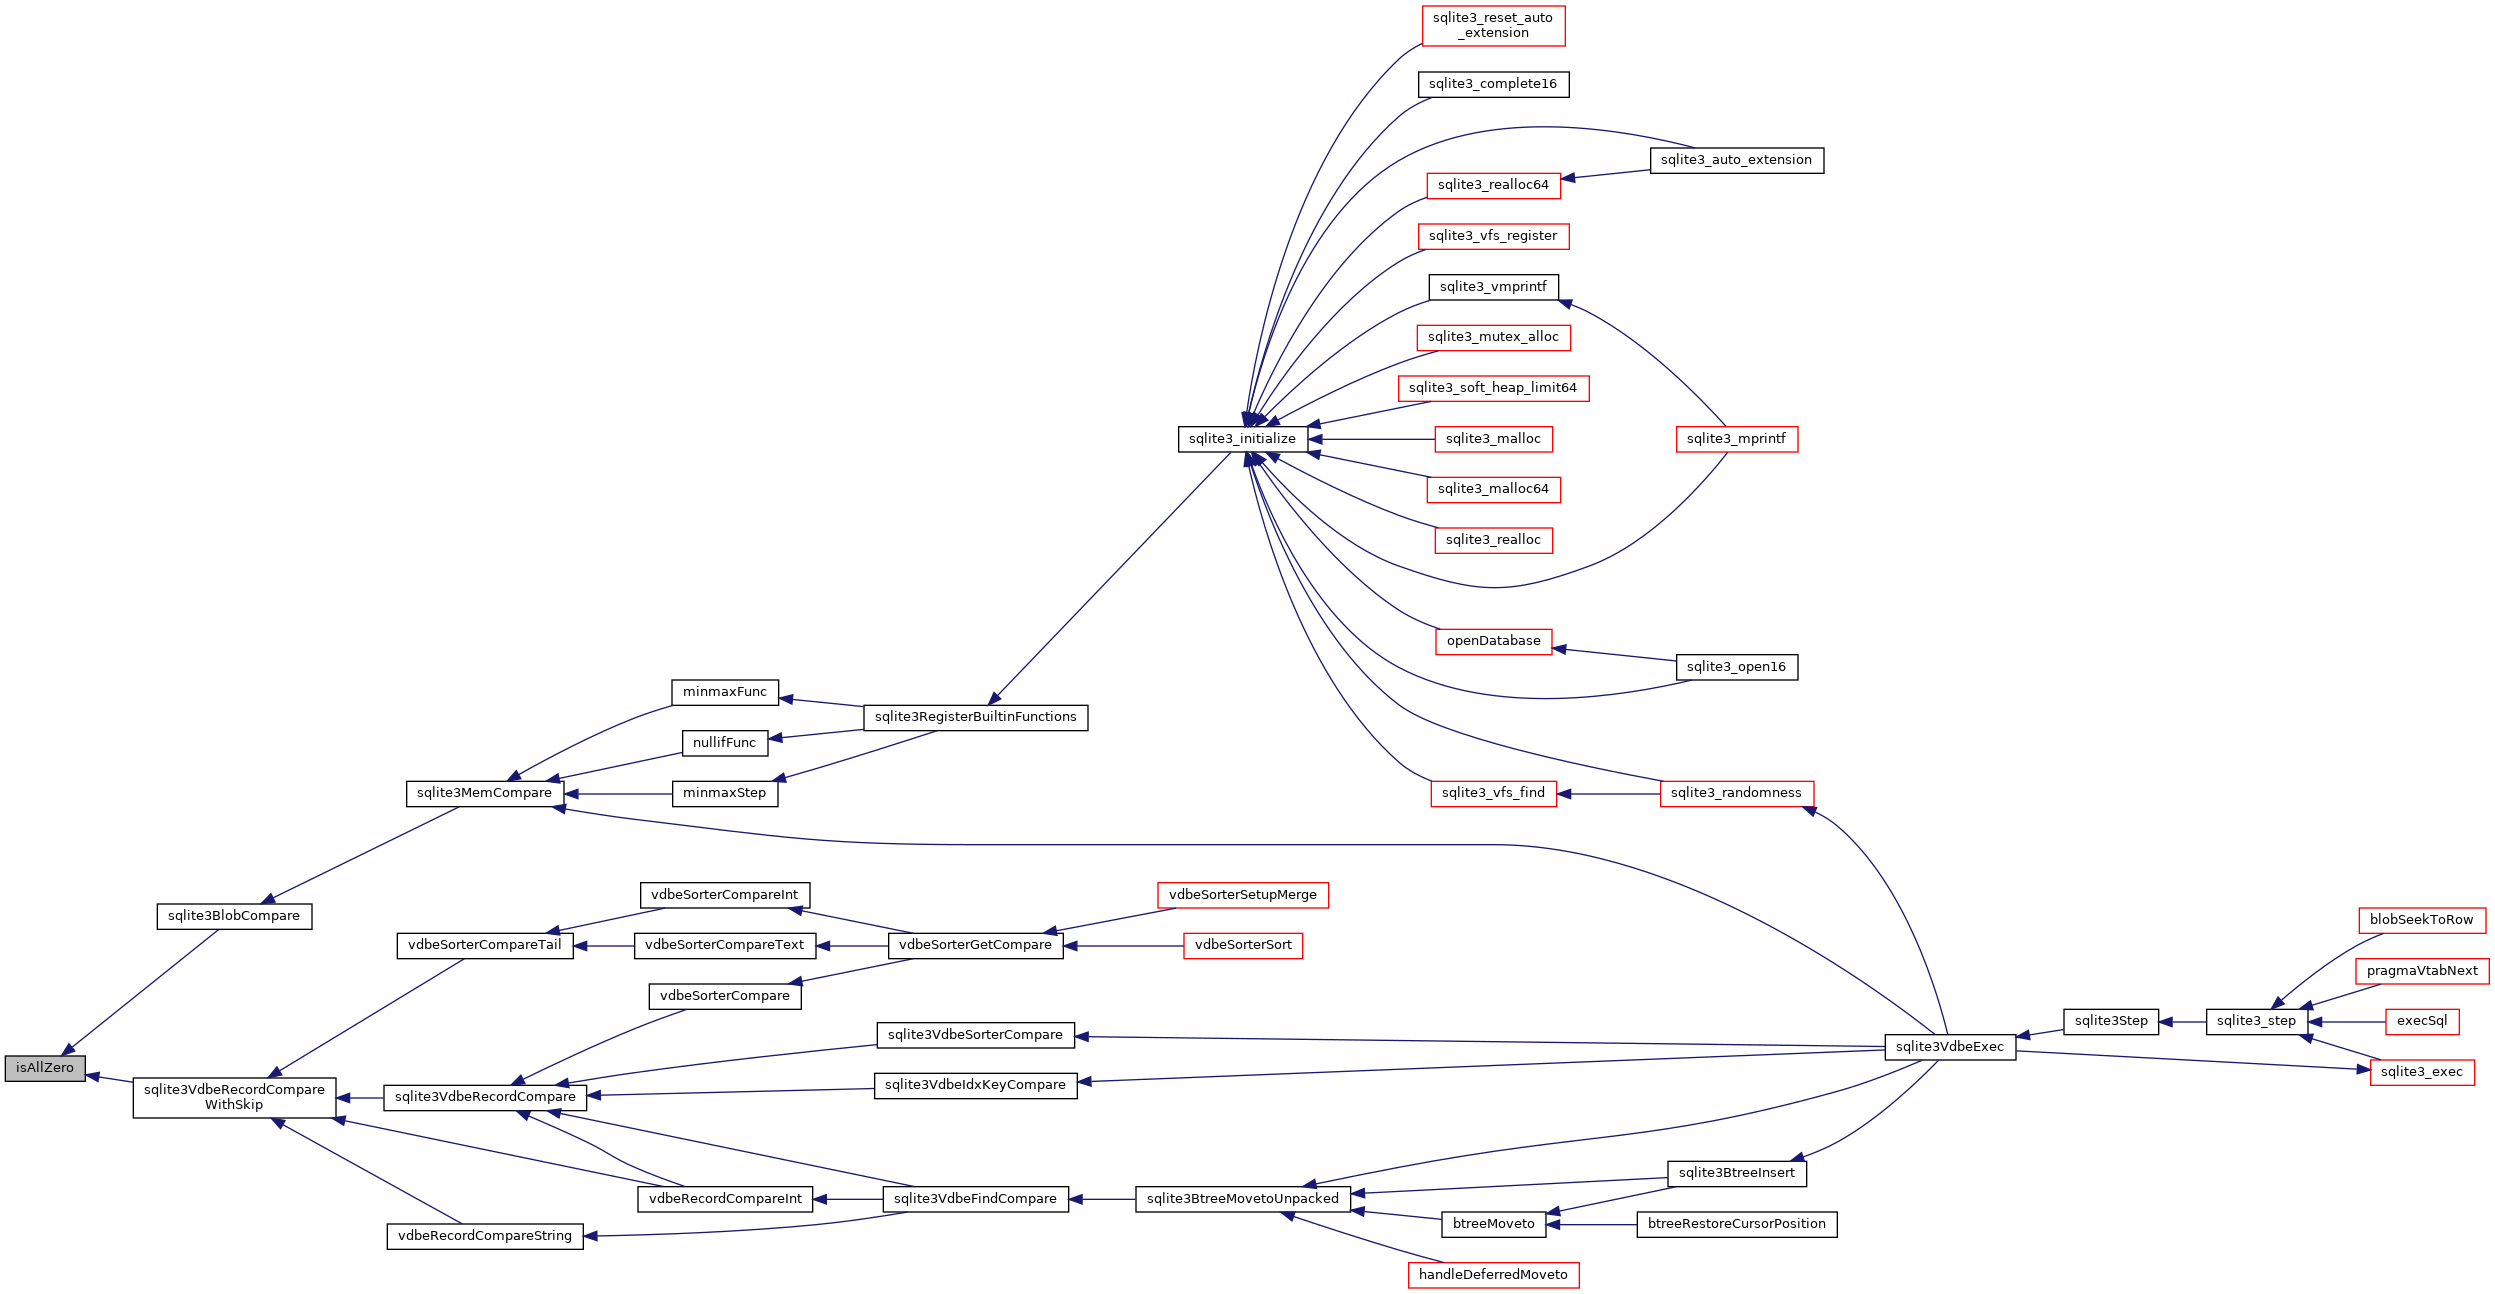 sqlite3_reset_auto
_extension
sqlite3_complete16
sqlite3_auto_extension
sqlite3_realloc64
sqlite3_vfs_register
sqlite3_vmprintf
sqlite3_mutex_alloc
sqlite3_soft_heap_limit64
sqlite3_initialize
sqlite3_malloc
sqlite3_mprintf
sqlite3_malloc64
sqlite3_realloc
openDatabase
sqlite3_open16
minmaxFunc
sqlite3RegisterBuiltinFunctions
nullifFunc
sqlite3MemCompare
minmaxStep
sqlite3_vfs_find
sqlite3_randomness
vdbeSorterCompareInt
vdbeSorterSetupMerge
sqlite3BlobCompare
blobSeekToRow
vdbeSorterCompareTail
vdbeSorterCompareText
vdbeSorterGetCompare
vdbeSorterSort
pragmaVtabNext
vdbeSorterCompare
sqlite3Step
sqlite3_step
execSql
sqlite3VdbeSorterCompare
sqlite3VdbeExec
isAllZero
sqlite3_exec
sqlite3VdbeIdxKeyCompare
sqlite3VdbeRecordCompare
WithSkip
sqlite3VdbeRecordCompare
sqlite3BtreeInsert
vdbeRecordCompareInt
sqlite3VdbeFindCompare
sqlite3BtreeMovetoUnpacked
btreeMoveto
btreeRestoreCursorPosition
vdbeRecordCompareString
handleDeferredMoveto